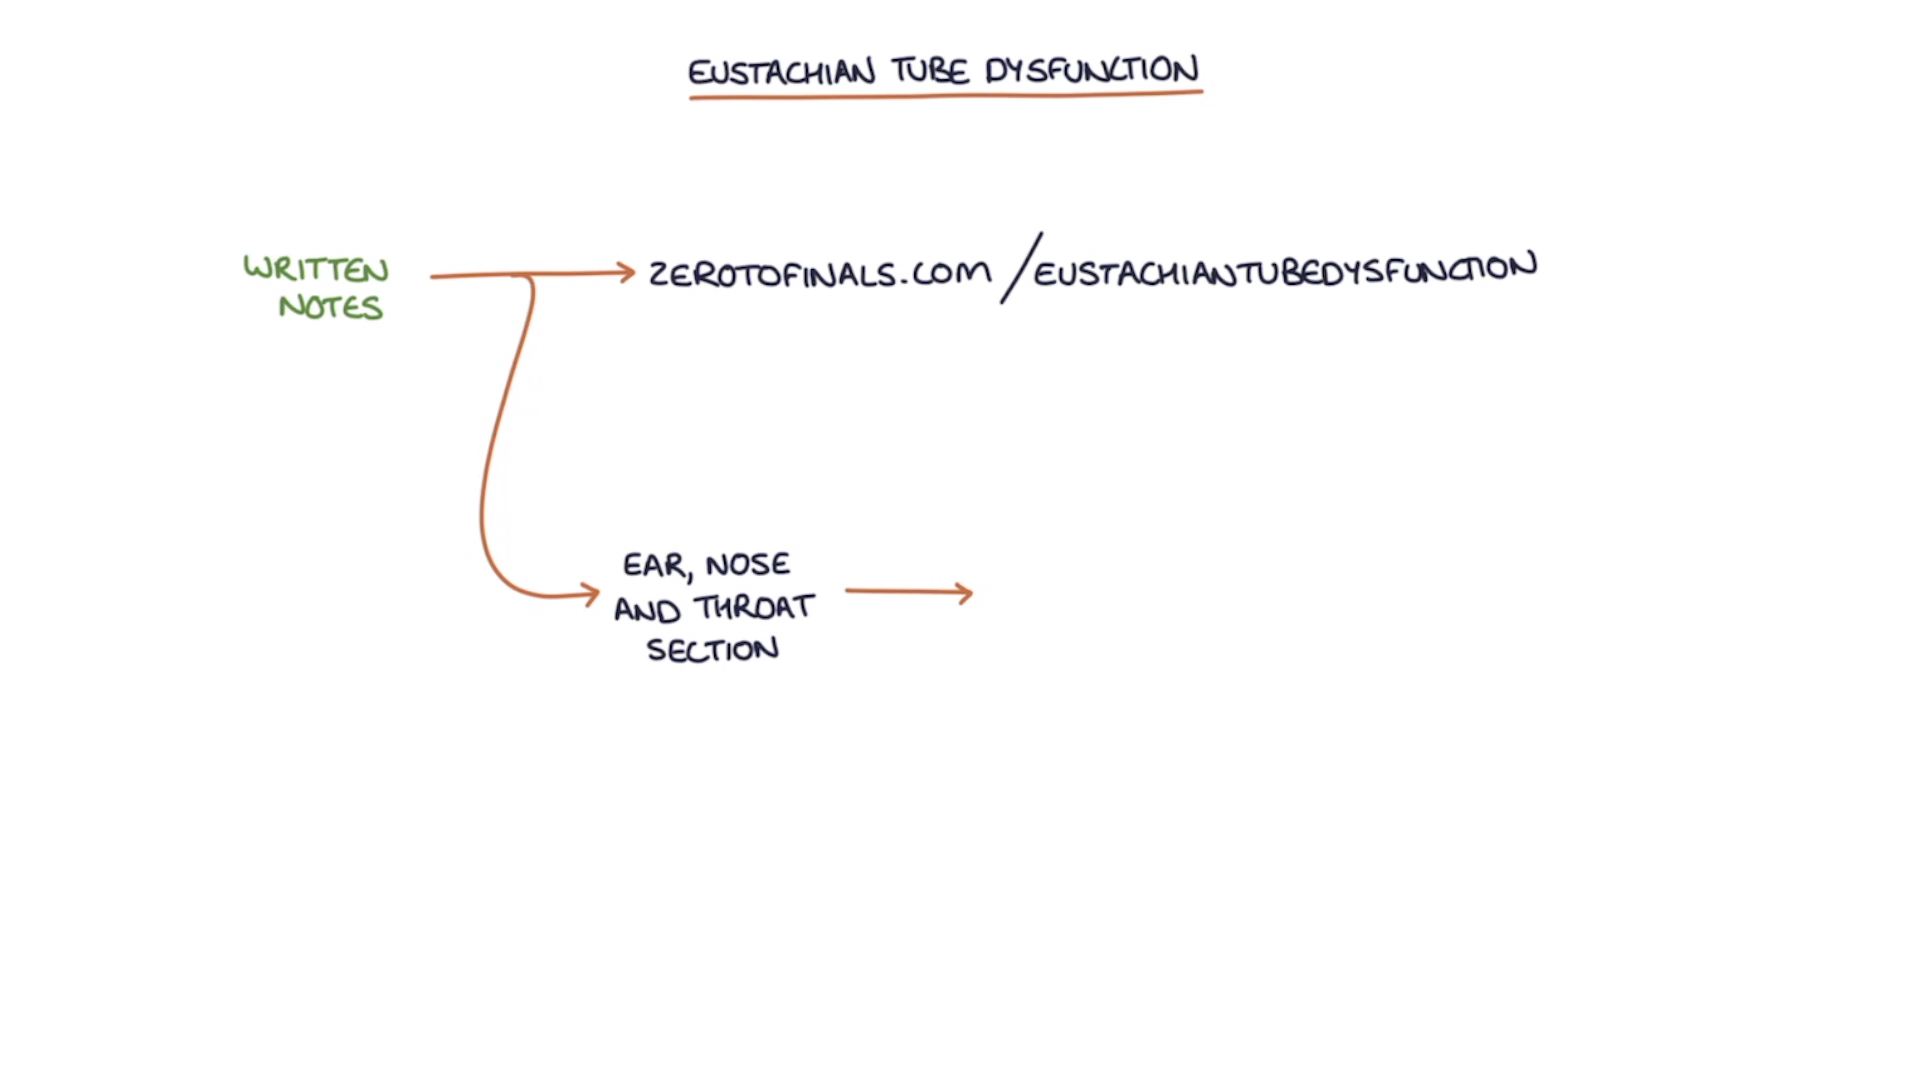 EUSTACHIAN TUBE DYSFUNCTION
WRITTEN
NOTES
ZEROTOFINALS.COM/EUSTACHIANTUBEDYSFUNCTION
EAR, NOSE
AND THROAT
SECTION